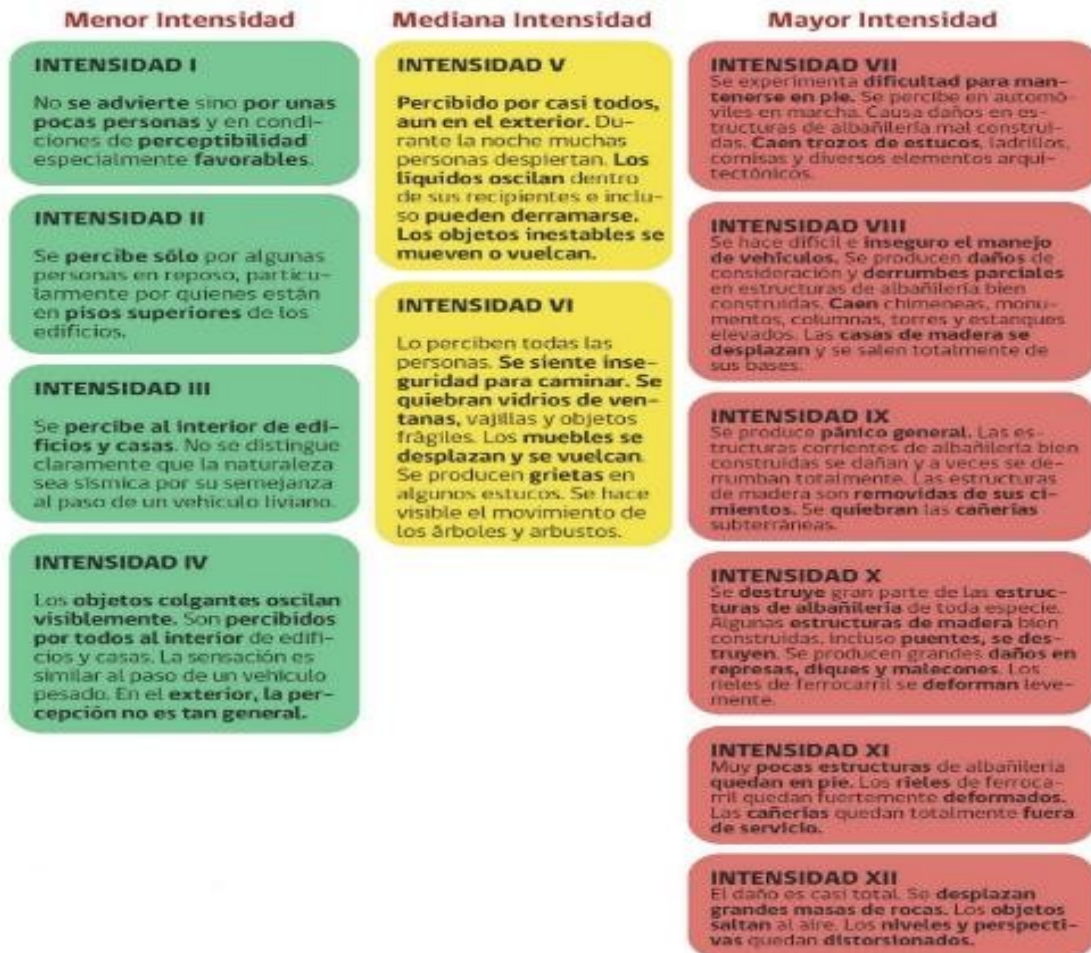 Menor Intensidad
INTENSIDAD I
No se advierte sino por unas
pocas personas y en condi-
ciones de perceptibilidad
especialmente favorables.
INTENSIDAD II
Se percibe sólo por algunas
personas en reposo, particu-
larmente por quienes están
en pisos superiores de los
edificios.
INTENSIDAD III
Se percibe al interior de edi-
ficios y casas. No se distingue
claramente que la naturaleza
sea sísmica por su semejanza
al paso de un vehículo liviano.
INTENSIDAD IV
Los objetos colgantes oscilan
visiblemente. Son percibidos
por todos al interior de edifi-
cios y casas. La sensación es
similar al paso de un vehículo
pesado. En el exterior, la per-
cepción no es tan general.
Mediana Intensidad
INTENSIDAD V
Percibido por casi todos,
aun en el exterior. Du-
rante la noche muchas
personas despiertan. Los
líquidos oscilan dentro
de sus recipientes e inclu-
so pueden derramarse.
Los objetos inestables se
mueven o vuelcan.
INTENSIDAD VI
Lo perciben todas las
personas. Se siente inse-
guridad para caminar. Se
quiebran vidrios de ven-
tanas, vajillas y objetos
frágiles. Los muebles se
desplazan y se vuelcan.
Se producen grietas en
algunos estucos. Se hace
visible el movimiento de
los árboles y arbustos.
Mayor Intensidad
INTENSIDAD VII
Se experimenta dificultad para man-
tenerse en pie. Se percibe en automó-
viles en marcha. Causa daños en es-
tructuras de albañilería mal construi-
das. Caen trozos de estucos, ladrillos,
cornisas y diversos elementos arqui-
tectónicos.
INTENSIDAD VIII
Se hace difícil e inseguro el manejo
de vehículos. Se producen daños de
consideración y derrumbes parciales
en estructuras de albañilería bien
construidas. Caen chimeneas, monu-
mentos, columnas, torres y estanques
elevados. Las casas de madera se
desplazan y se salen totalmente de
sus bases.
INTENSIDAD IX
Se produce pánico general. Las es-
tructuras corrientes de albañilería bien
construidas se dañan y a veces se de-
rrumban totalmente. Las estructuras
de madera son removidas de sus ci-
mientos. Se quiebran las cañerías
subterráneas.
INTENSIDAD X
Se destruye gran parte de las estruc-
turas de albañilería de toda especie.
Algunas estructuras de madera bien
construidas, incluso puentes, se des-
truyen. Se producen grandes daños en
represas, diques y malecones. Los
rieles de ferrocarril se deforman leve-
mente.
INTENSIDAD XI
Muy pocas estructuras de albañilería
quedan en pie. Los rieles de ferroca-
rril quedan fuertemente deformados.
Las cañerías quedan totalmente fuera
de servicio.
INTENSIDAD XII
El daño es casi total. Se desplazan
grandes masas de rocas. Los objetos
saltan al aire. Los niveles y perspecti-
vas quedan distorsionados.